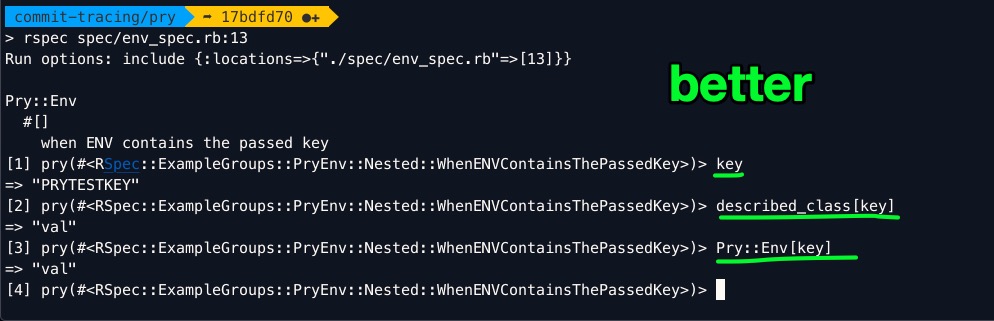 commit-tracing/pry ➦ 17bdfd70 ●✚
> rspec spec/env_spec.rb:13
Run options: include {:locations=>{"./spec/env_spec.rb"=>[13]}}
better
Pry::Env
#[]
when ENV contains the passed key
[1] pry(#<RSpec::ExampleGroups::PryEnv::Nested::WhenENVContainsThePassedKey>)> key
=> "PRYTESTKEY"
[2] pry(#<RSpec::ExampleGroups::PryEnv::Nested::WhenENVContainsThePassedKey>)> described_class[key]
=> "val"
[3] pry(#<RSpec::ExampleGroups::PryEnv::Nested::WhenENVContainsThePassedKey>)> Pry::Env[key]
=> "val"
[4] pry(#<RSpec::ExampleGroups::PryEnv::Nested::WhenENVContainsThePassedKey>)>